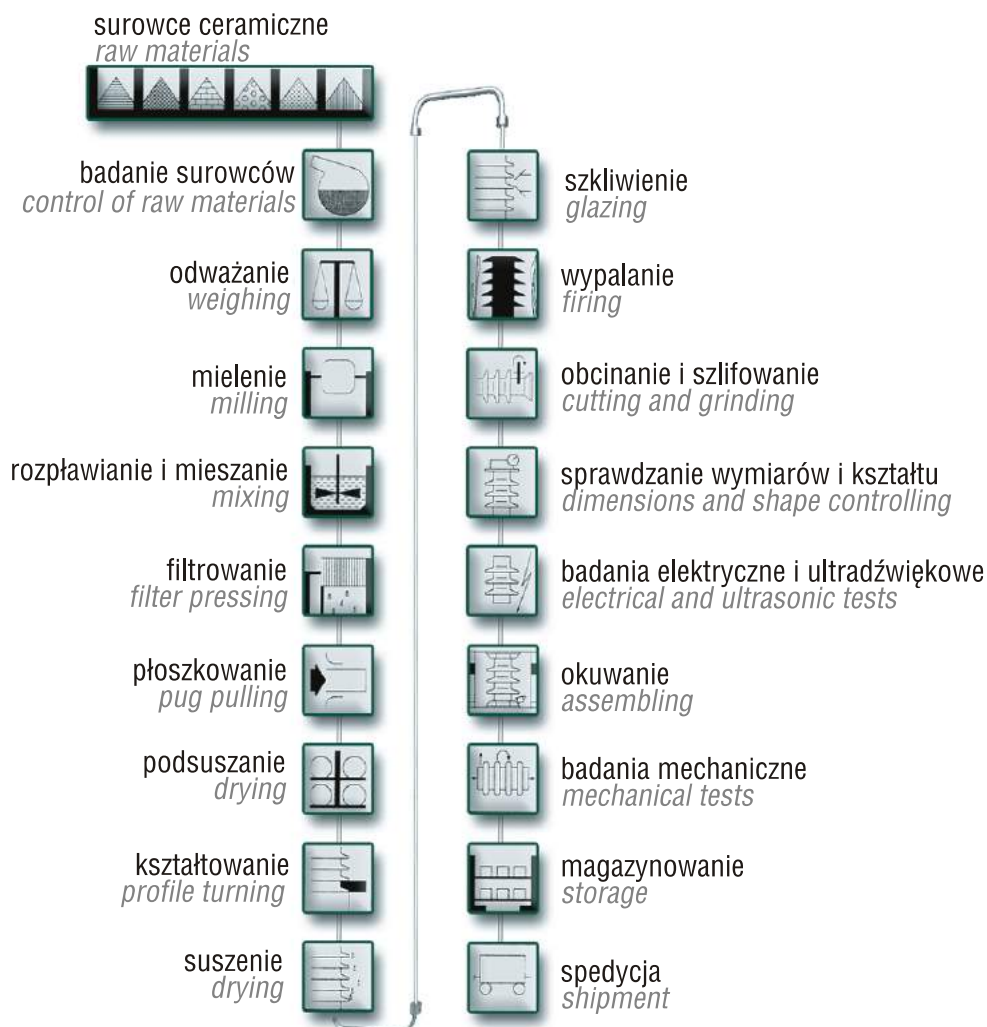 surowce ceramiczne
raw materials
badanie surowców
control of raw materials
odważanie
weighing
mielenie
milling
rozpławianie i mieszanie
mixing
filtrowanie
filter pressing
płoszkowanie
pug pulling
podsuszanie
drying
kształtowanie
profile turning
suszenie
drying
szkliwienie
glazing
wypalanie
firing
obcinanie i szlifowanie
cutting and grinding
sprawdzanie wymiarów i kształtu
dimensions and shape controlling
badania elektryczne i ultradźwiękowe
electrical and ultrasonic tests
okuwanie
assembling
badania mechaniczne
mechanical tests
magazynowanie
storage
spedycja
shipment